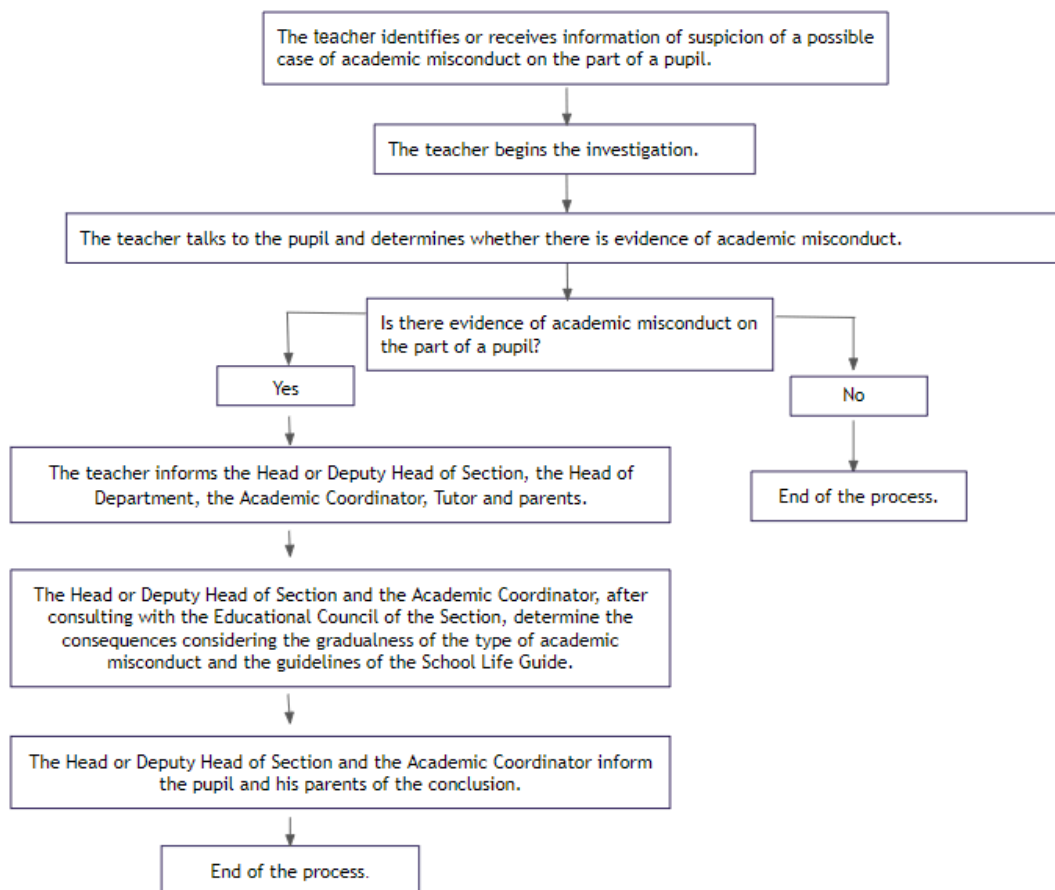 The teacher identifies or receives information of suspicion of a possible
case of academic misconduct on the part of a pupil.
The teacher begins the investigation.
The teacher talks to the pupil and determines whether there is evidence of academic misconduct.
Is there evidence of academic misconduct on
the part of a pupil?
Yes
No
The teacher informs the Head or Deputy Head of Section, the Head of
Department, the Academic Coordinator, Tutor and parents.
End of the process.
The Head or Deputy Head of Section and the Academic Coordinator, after
consulting with the Educational Council of the Section, determine the
consequences considering the gradualness of the type of academic
misconduct and the guidelines of the School Life Guide.
The Head or Deputy Head of Section and the Academic Coordinator inform
the pupil and his parents of the conclusion.
End of the process.